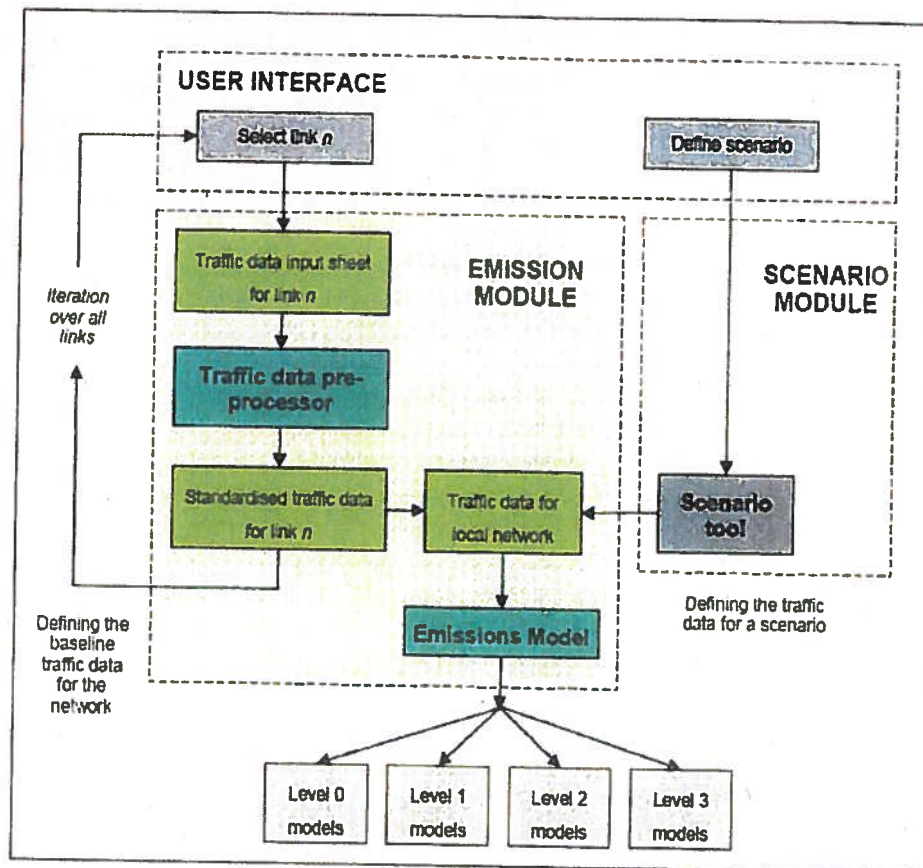 USER INTERFACE
Select link n
Define scenario
Traffic data input sheet
for link n
EMISSION
MODULE
SCENARIO
MODULE
Iteration
over all
links
Traffic data pre-
processor
Standardised traffic data
for link n
Traffic data for
local network
Scenario
too!
Defining the
baseline
traffic data
for the
network
Emissions Model
Defining the traffic
data for a scenario
Level 0
models
Level 1
models
Level 2
models
Level 3
models